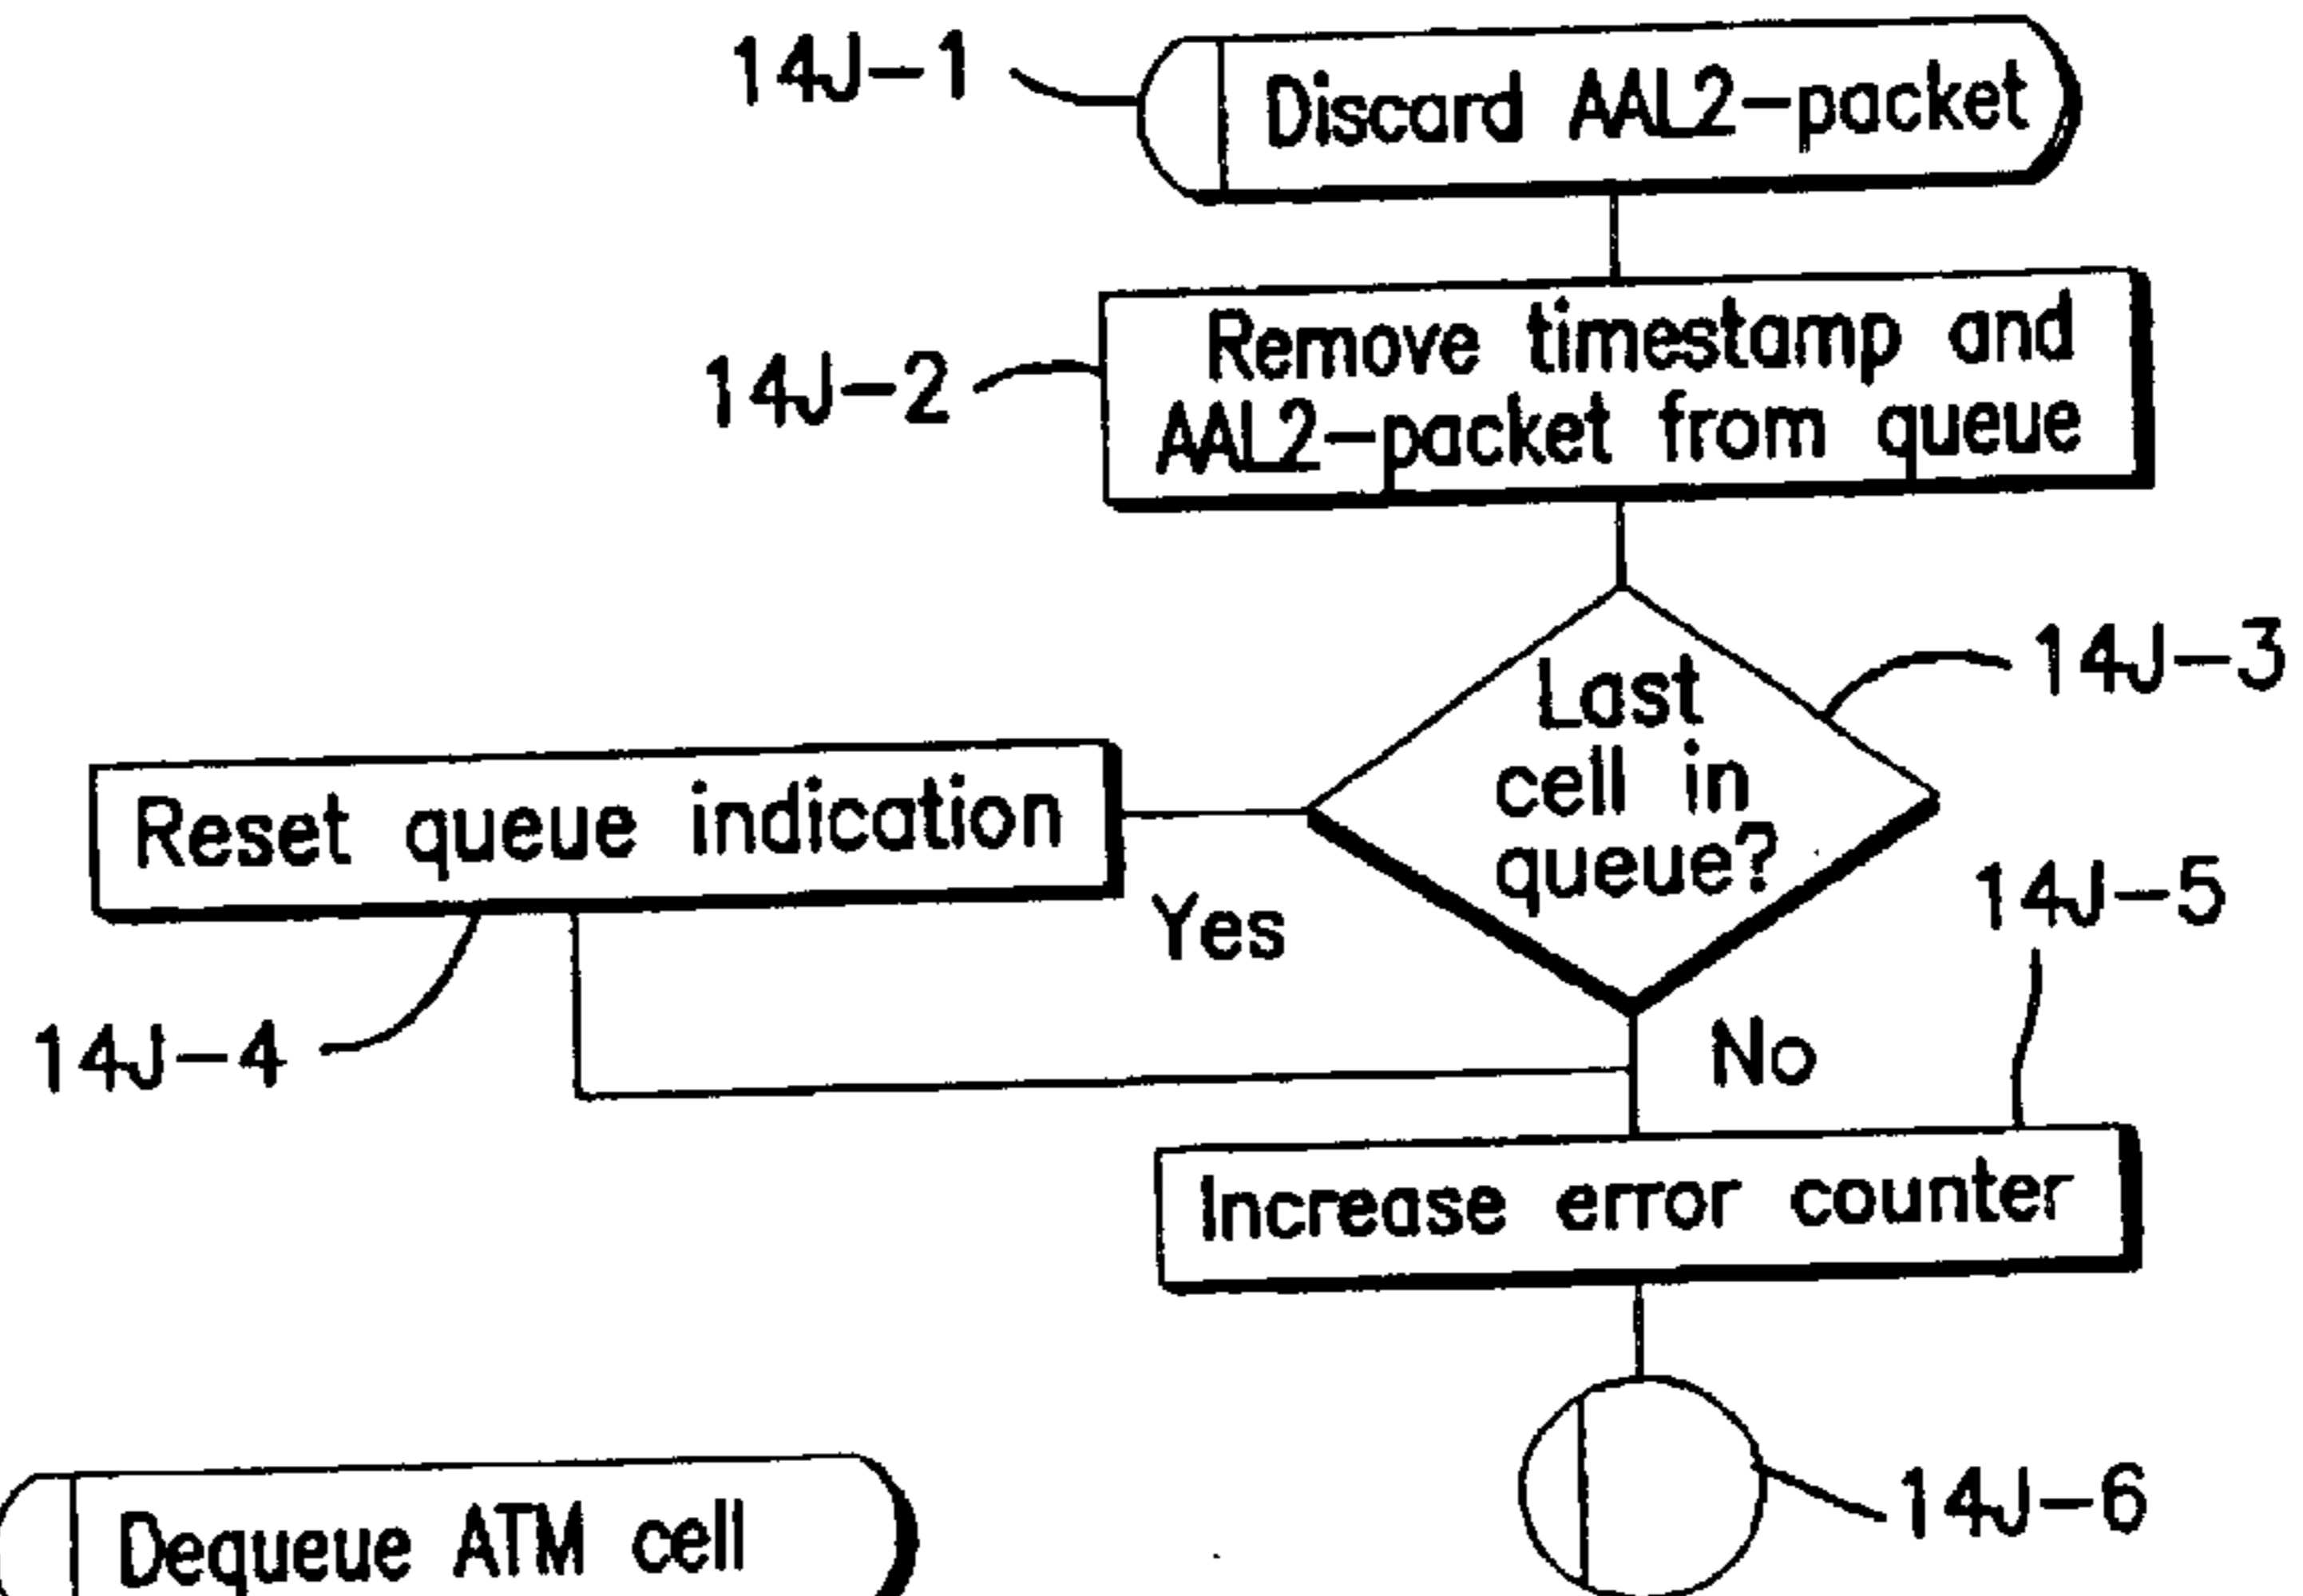 14J-1
Discard AAL2-packet
14J-2
Remove timestamp and
AAL2-packet from queue
14J-3
Last
cell in
queue?
Reset queue indication
Yes
14J-4
No
14J-5
Increase error counter
14J-6
Dequeue ATM cell